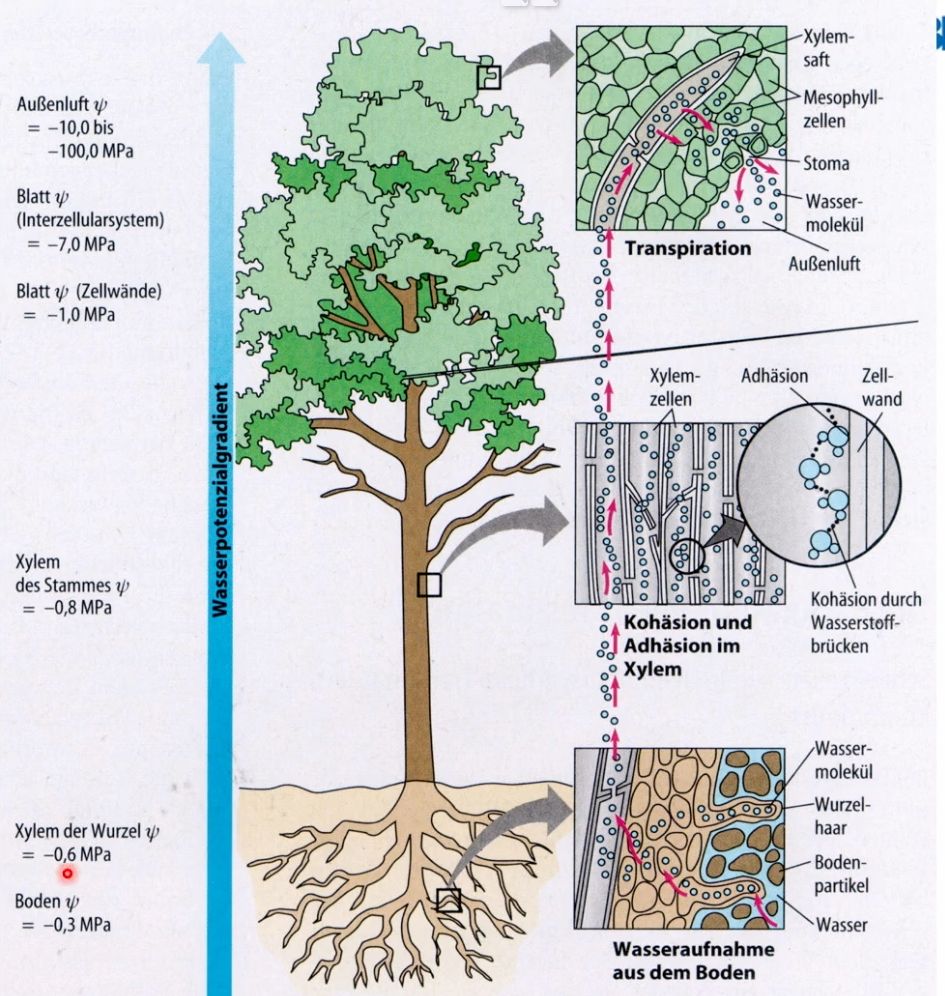 Außenluft ψ
= –10,0 bis
–100,0 MPa
Blatt ψ
(Interzellularsystem)
= –7,0 MPa
Blatt ψ (Zellwände)
= –1,0 MPa
Xylem
des Stammes ψ
= –0,8 MPa
Xylem der Wurzel ψ
= –0,6 MPa
Boden ψ
= –0,3 MPa
Wasserpotenzialgradient
Xylem-
saft
Mesophyll-
zellen
Stoma
Wasser-
molekül
Außenluft
Transpiration
Xylem-
zellen
Adhäsion
Zell-
wand
Kohäsion durch
Wasserstoff-
brücken
Kohäsion und
Adhäsion im
Xylem
Wasser-
molekül
Wurzel-
haar
Boden-
partikel
Wasser
Wasseraufnahme
aus dem Boden